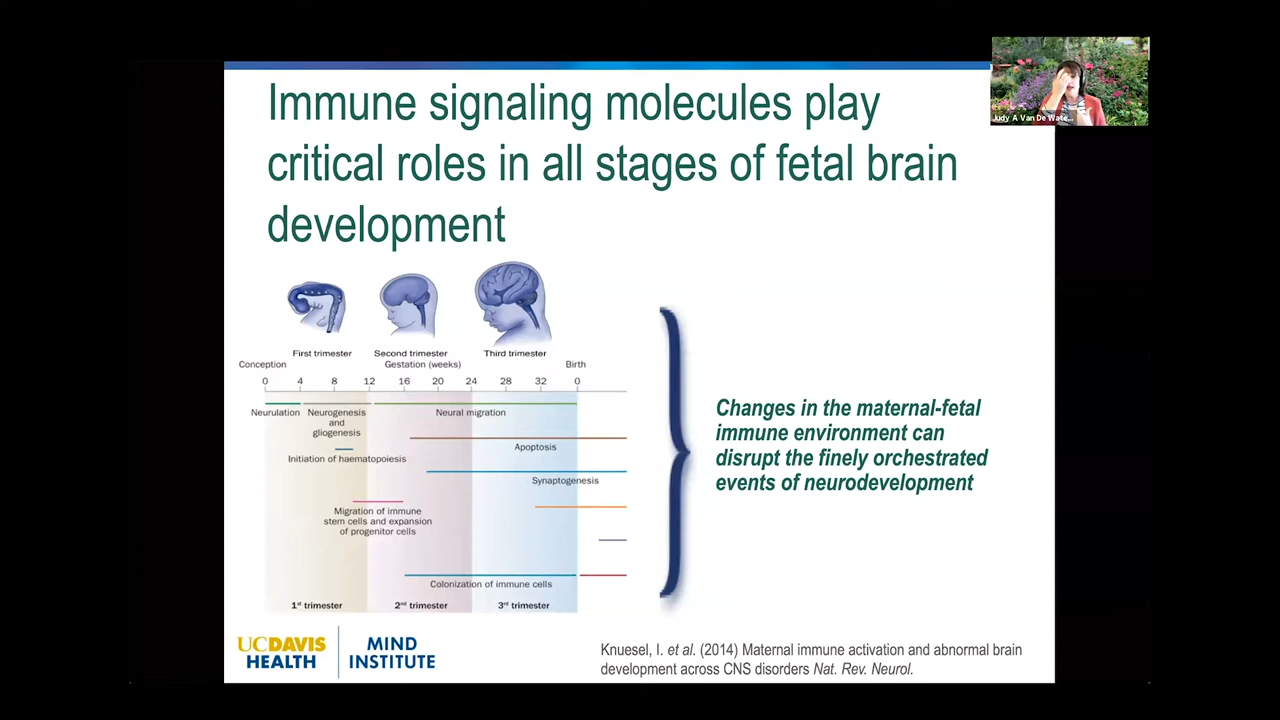 Immune signaling molecules play
critical roles in all stages of fetal brain
development
Judy A Van De Wate...
First trimester
Second trimester
Third trimester
Conception
Gestation (weeks)
Birth
0 4 8 12 16 20 24 28 32 0
Neurulation
Neurogenesis
and
gliogenesis
Neural migration
Apoptosis
Initiation of haematopoiesis
Synaptogenesis
Migration of immune
stem cells and expansion
of progenitor cells
Colonization of immune cells
1st trimester
2nd trimester
3rd trimester
Changes in the maternal-fetal
immune environment can
disrupt the finely orchestrated
events of neurodevelopment
UCDAVIS
HEALTH
MIND
INSTITUTE
Knuesel, I. et al. (2014) Maternal immune activation and abnormal brain
development across CNS disorders Nat. Rev. Neurol.